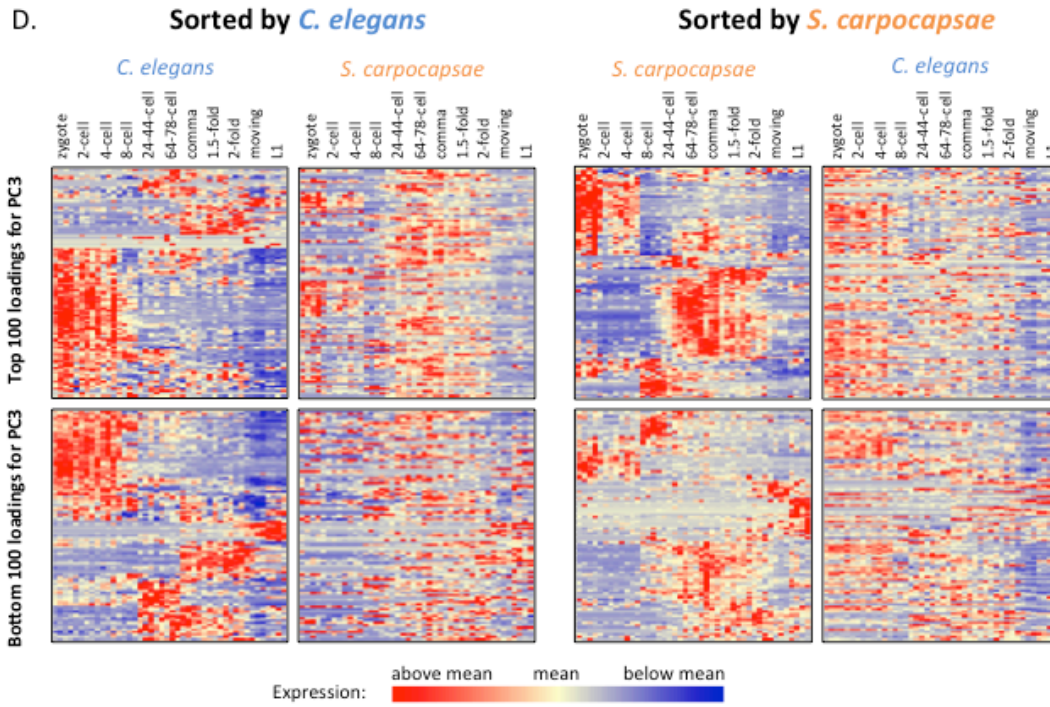 D.
Sorted by C. elegans
Sorted by S. carpocapsae
C. elegans
S. carpocapsae
S. carpocapsae
C. elegans
zygote
2-cell
4-cell
8-cell
24-44-cell
64-78-cell
comma
1.5-fold
2-fold
moving
L1
zygote
2-cell
4-cell
8-cell
24-44-cell
64-78-cell
comma
1.5-fold
2-fold
moving
L1
zygote
2-cell
4-cell
8-cell
24-44-cell
64-78-cell
comma
1.5-fold
2-fold
moving
L1
zygote
2-cell
4-cell
8-cell
24-44-cell
64-78-cell
comma
1.5-fold
2-fold
moving
L1
Top 100 loadings for PC3
Bottom 100 loadings for PC3
above mean mean below mean
Expression: